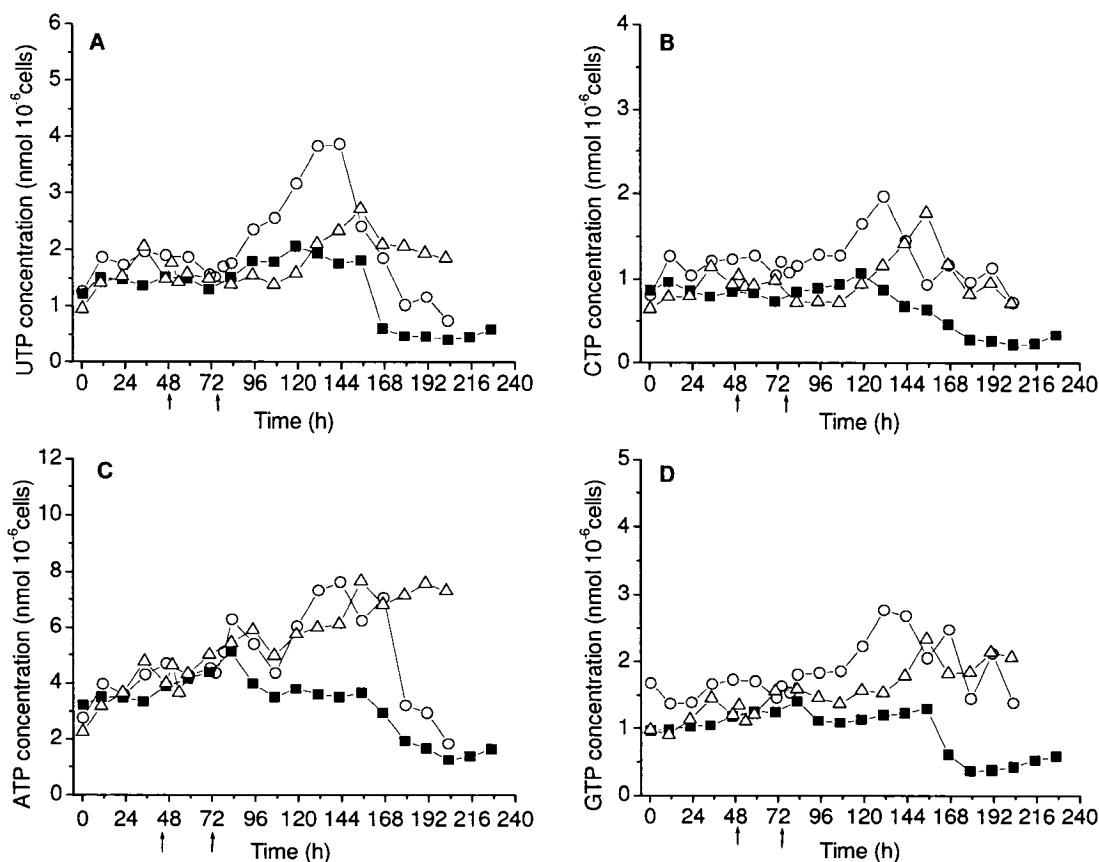 A
UTP concentration (nmol 10⁻⁶cells)
6
5
4
3
2
1
0
0 24 48 72 96 120 144 168 192 216 240
Time (h)
B
CTP concentration (nmol 10⁻⁶cells)
4
3
2
1
0
0 24 48 72 96 120 144 168 192 216 240
Time (h)
C
ATP concentration (nmol 10⁻⁶cells)
12
10
8
6
4
2
0
0 24 48 72 96 120 144 168 192 216 240
Time (h)
D
GTP concentration (nmol 10⁻⁶cells)
5
4
3
2
1
0
0 24 48 72 96 120 144 168 192 216 240
Time (h)